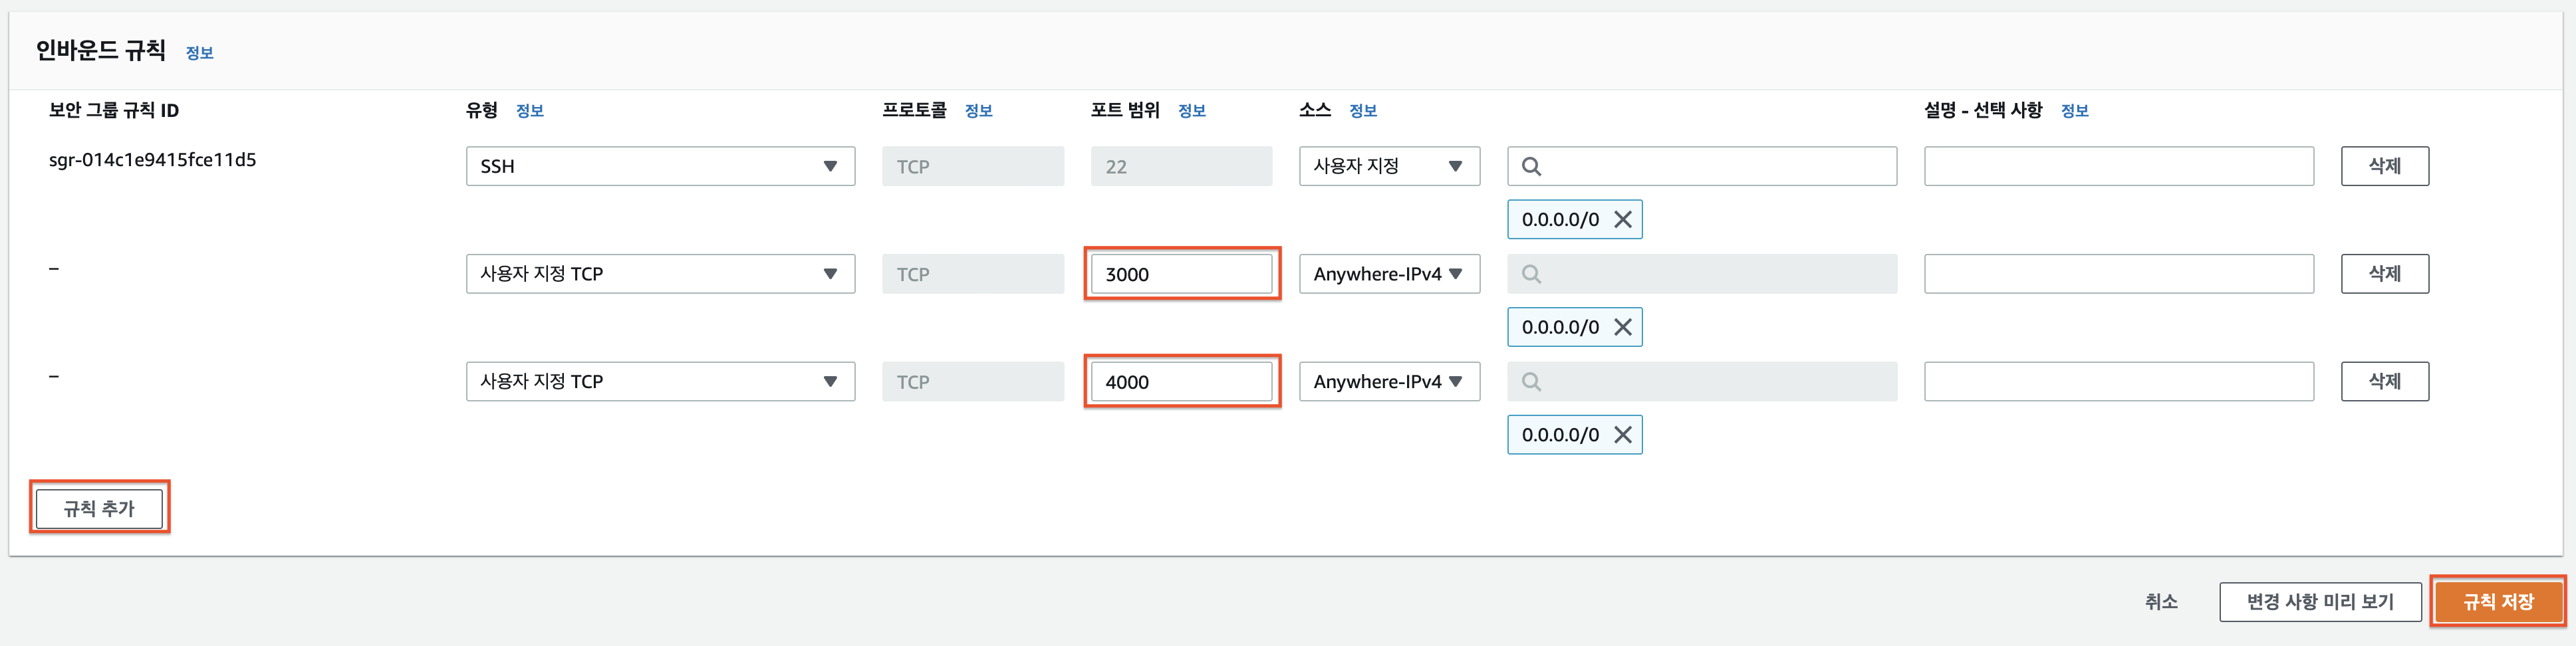 인바운드 규칙 정보
보안 그룹 규칙 ID 유형 정보 프로토콜 정보 포트 범위 정보 소스 정보 설명 - 선택 사항 정보
sgr-014c1e9415fce11d5 SSH TCP 22 사용자 지정 삭제
0.0.0.0/0
– 사용자 지정 TCP TCP 3000 Anywhere-IPv4 삭제
0.0.0.0/0
– 사용자 지정 TCP TCP 4000 Anywhere-IPv4 삭제
0.0.0.0/0
규칙 추가
취소 변경 사항 미리 보기 규칙 저장